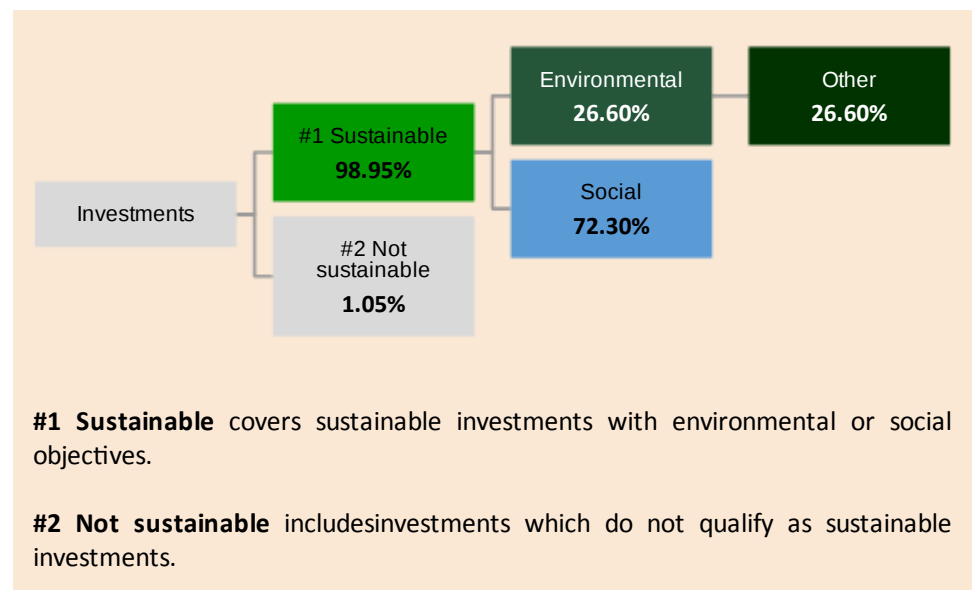 Environmental
26.60%
Other
26.60%
#1 Sustainable
98.95%
Social
72.30%
Investments
#2 Not
sustainable
1.05%
#1 Sustainable covers sustainable investments with environmental or social
objectives.
#2 Not sustainable includesinvestments which do not qualify as sustainable
investments.